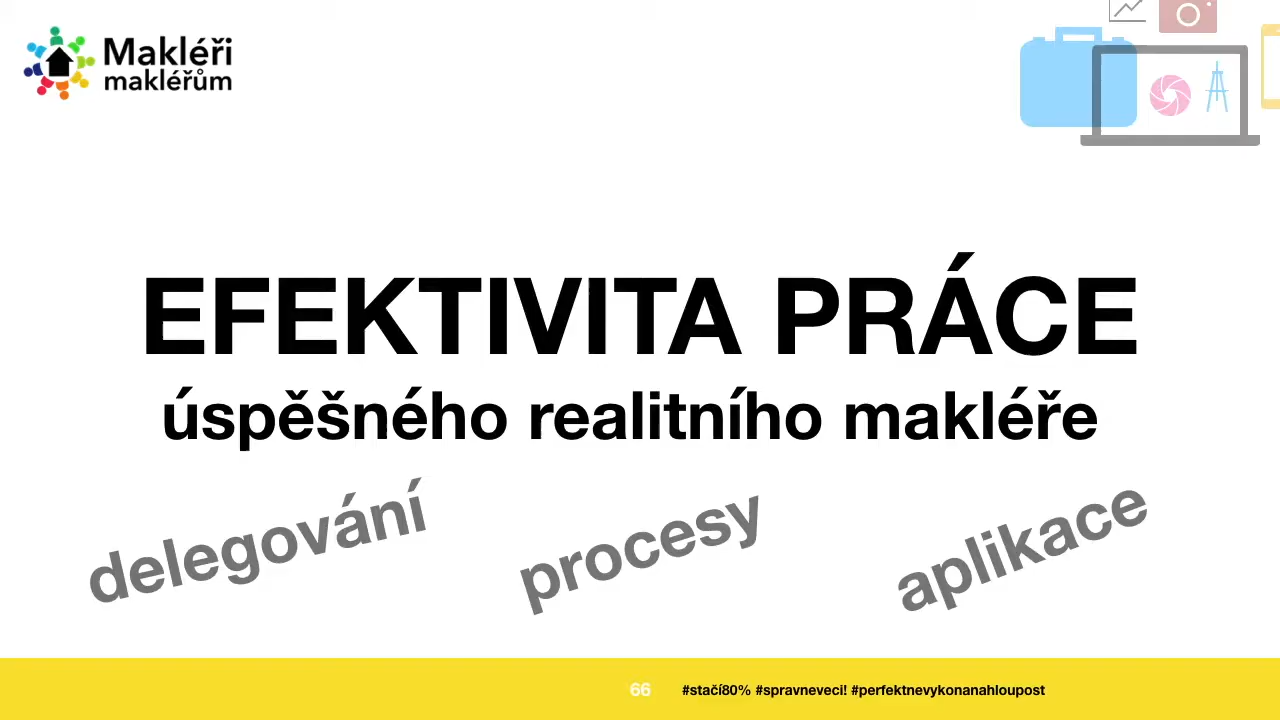 Makléři
makléřům
EFEKTIVITA PRÁCE
úspěšného realitního makléře
delegování procesy aplikace
66 #stačí80% #spravneveci! #perfektnevykonanahloupost